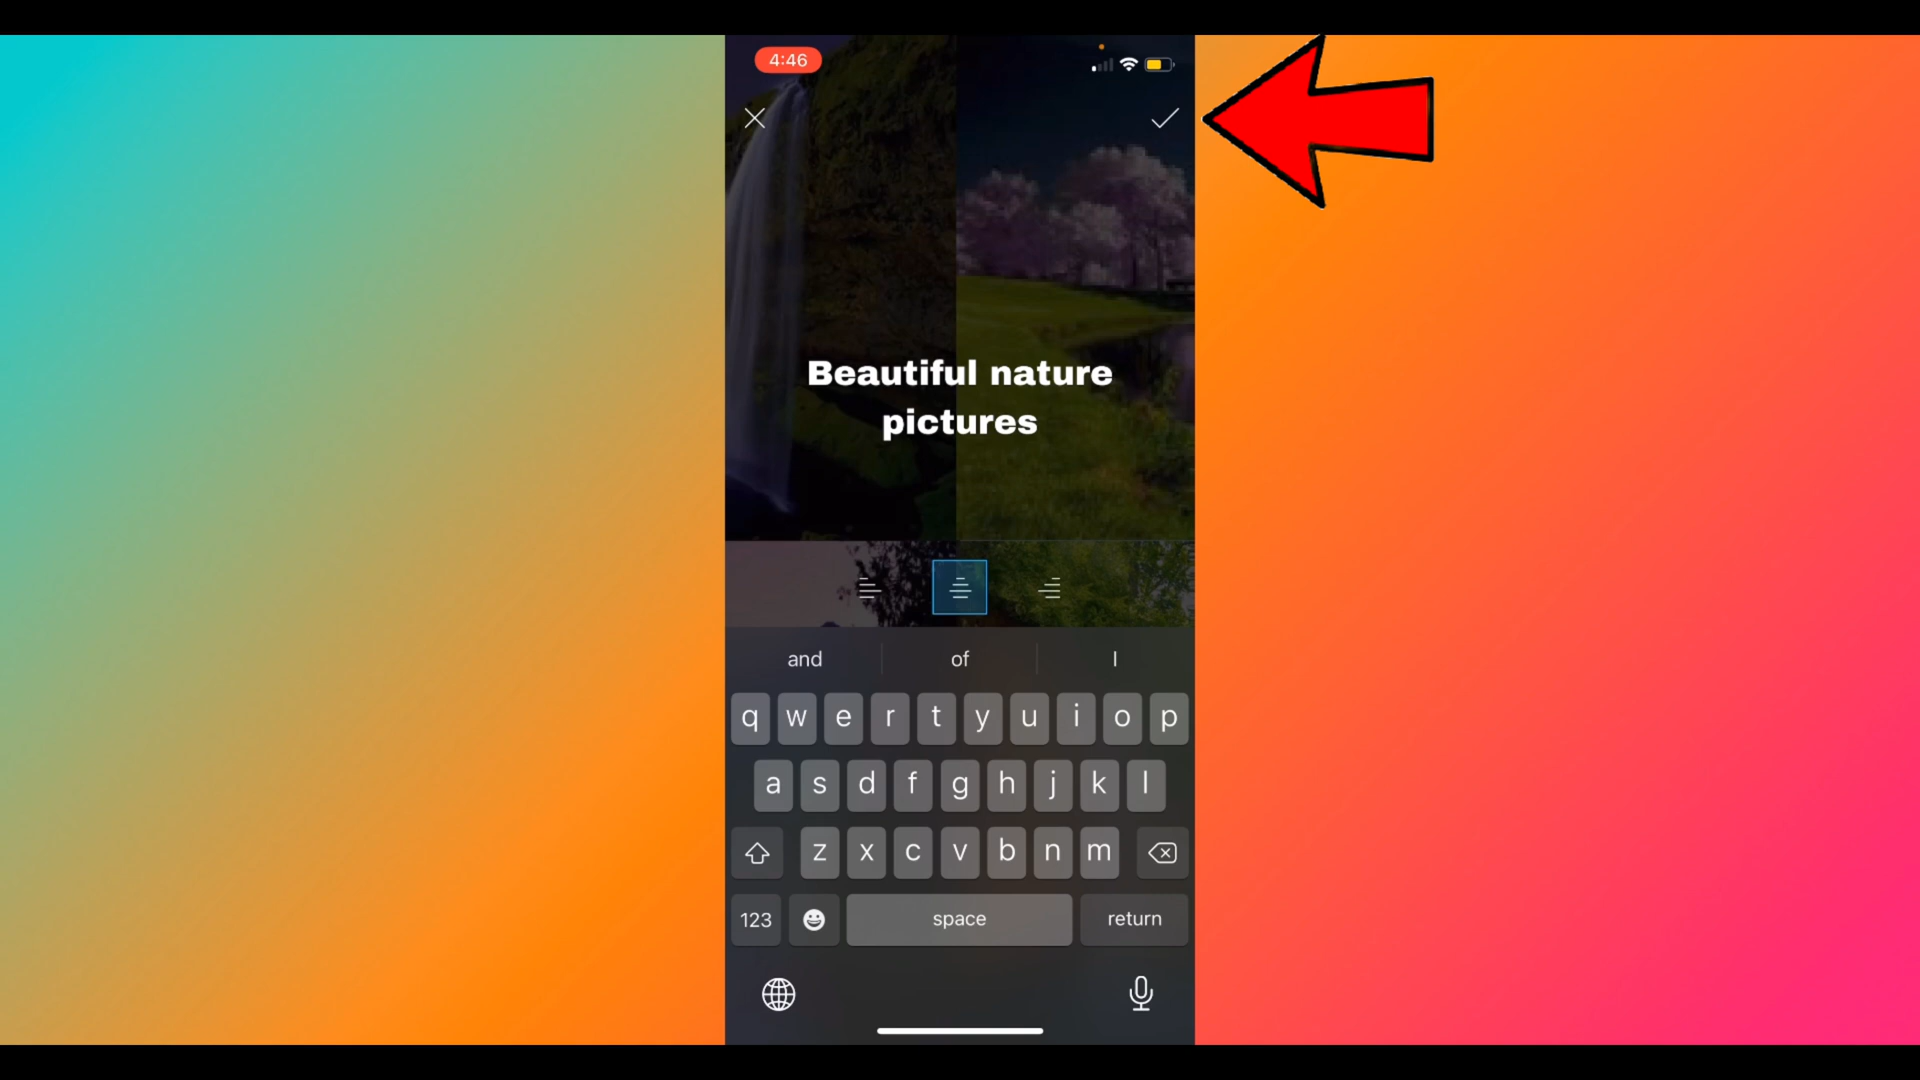 4:46
Beautiful nature
pictures
and of I
q w e r t y u i o p
a s d f g h j k l
z x c v b n m
123 space return